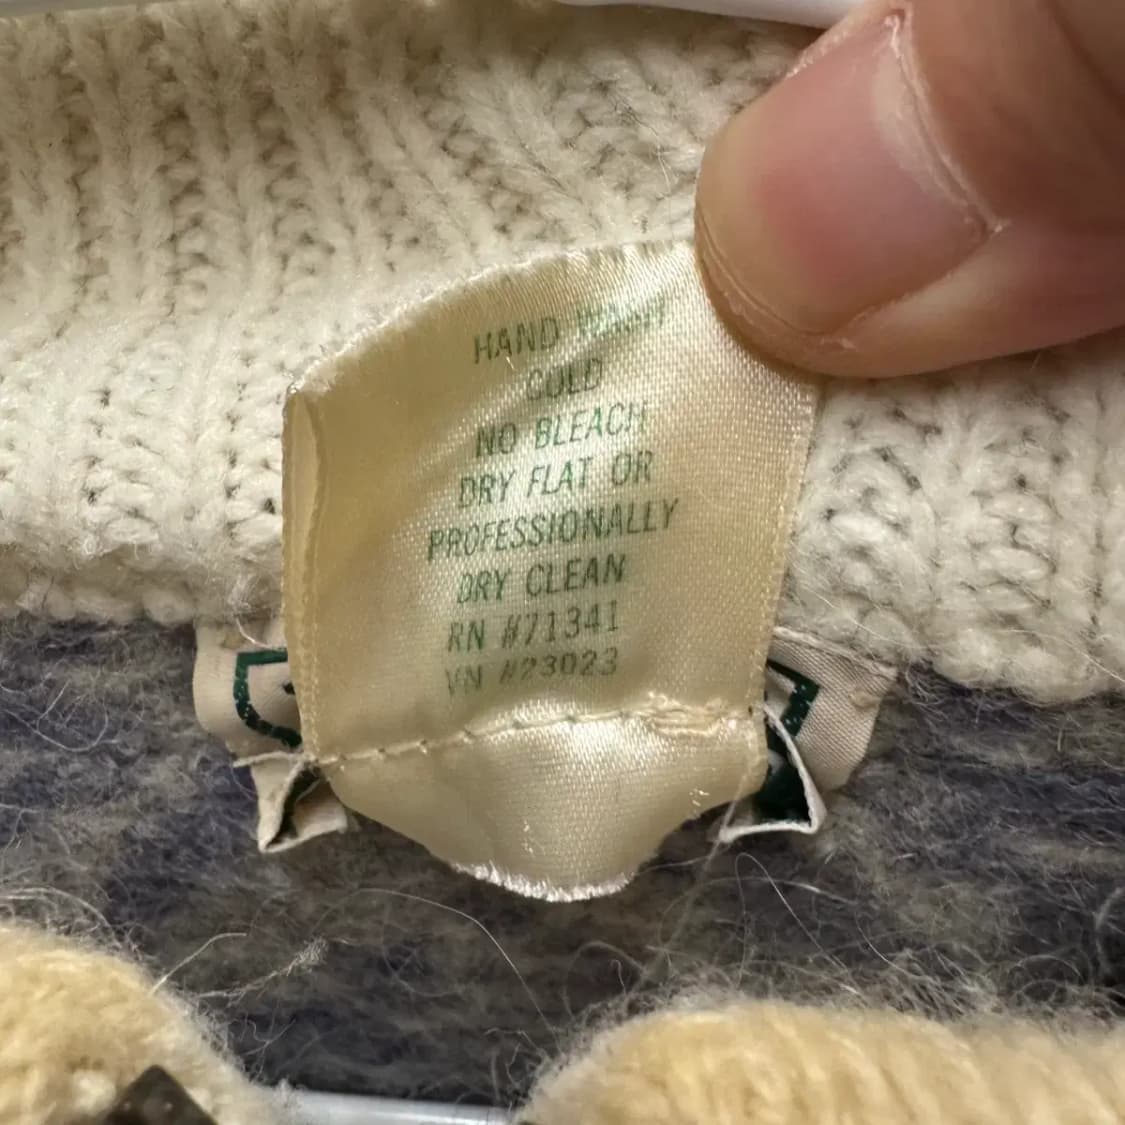 HAND WASH
COLD
NO BLEACH
DRY FLAT OR
PROFESSIONALLY
DRY CLEAN
RN #71341
VN #23023